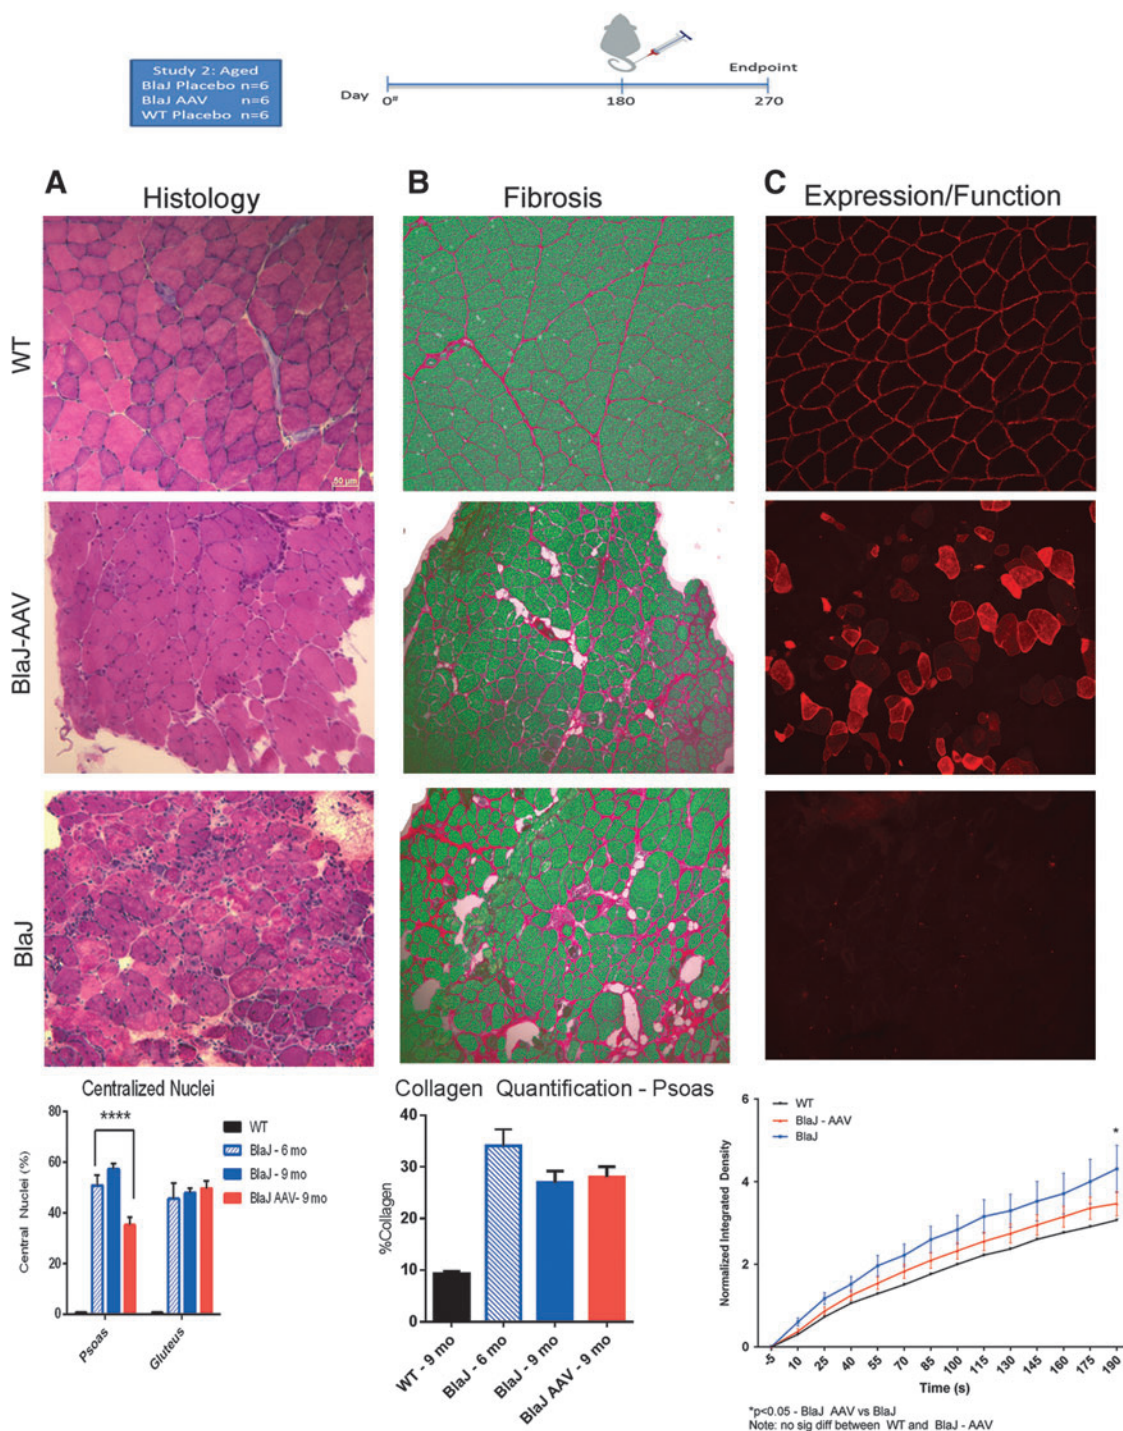 Study 2: Aged
BlaJ Placebo n=6
BlaJ AAV n=6
WT Placebo n=6
Day
0#
180
Endpoint
270
A
Histology
B
Fibrosis
C
Expression/Function
WT
50 µm
BlaJ-AAV
BlaJ
Centralized Nuclei
80
60
40
20
0
Central Nuclei (%)
****
Psoas
Gluteus
WT
BlaJ - 6 mo
BlaJ - 9 mo
BlaJ AAV- 9 mo
Collagen Quantification - Psoas
40
30
20
10
0
%Collagen
WT - 9 mo
BlaJ - 6 mo
BlaJ - 9 mo
BlaJ AAV - 9 mo
6
4
2
0
Normalized Integrated Density
WT
BlaJ - AAV
BlaJ
*
-5 10 25 40 55 70 85 100 115 130 145 160 175 190
Time (s)
*p<0.05 - BlaJ AAV vs BlaJ
Note: no sig diff between WT and BlaJ - AAV